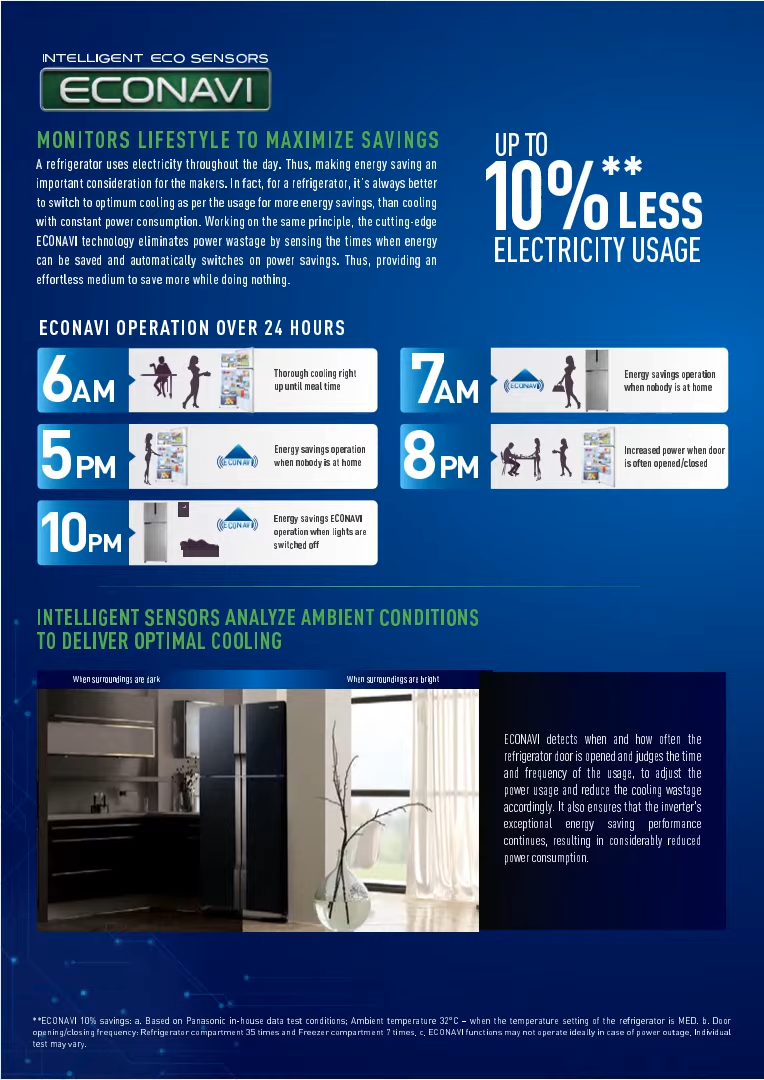 INTELLIGENT ECO SENSORS
ECONAVI
MONITORS LIFESTYLE TO MAXIMIZE SAVINGS
A refrigerator uses electricity throughout the day. Thus, making energy saving an
important consideration for the makers. In fact, for a refrigerator, it's always better
to switch to optimum cooling as per the usage for more energy savings, than cooling
with constant power consumption. Working on the same principle, the cutting-edge
ECONAVI technology eliminates power wastage by sensing the times when energy
can be saved and automatically switches on power savings. Thus, providing an
effortless medium to save more while doing nothing.
UP TO
10%** LESS
ELECTRICITY USAGE
ECONAVI OPERATION OVER 24 HOURS
6AM
Thorough cooling right
up until meal time
7AM
ECONAVI
Energy savings operation
when nobody is at home
5PM
ECONAVI
Energy savings operation
when nobody is at home
8PM
Increased power when door
is often opened/closed
10PM
ECONAVI
Energy savings ECONAVI
operation when lights are
switched off
INTELLIGENT SENSORS ANALYZE AMBIENT CONDITIONS
TO DELIVER OPTIMAL COOLING
When surroundings are dark
When surroundings are bright
ECONAVI detects when and how often the
refrigerator door is opened and judges the time
and frequency of the usage, to adjust the
power usage and reduce the cooling wastage
accordingly. It also ensures that the inverter's
exceptional energy saving performance
continues, resulting in considerably reduced
power consumption.
**ECONAVI 10% savings: a. Based on Panasonic in-house data test conditions; Ambient temperature 32°C – when the temperature setting of the refrigerator is MED. b. Door
opening/closing frequency: Refrigerator compartment 35 times and Freezer compartment 7 times, c, ECONAVI functions may not operate ideally in case of power outage, Individual
test may vary.